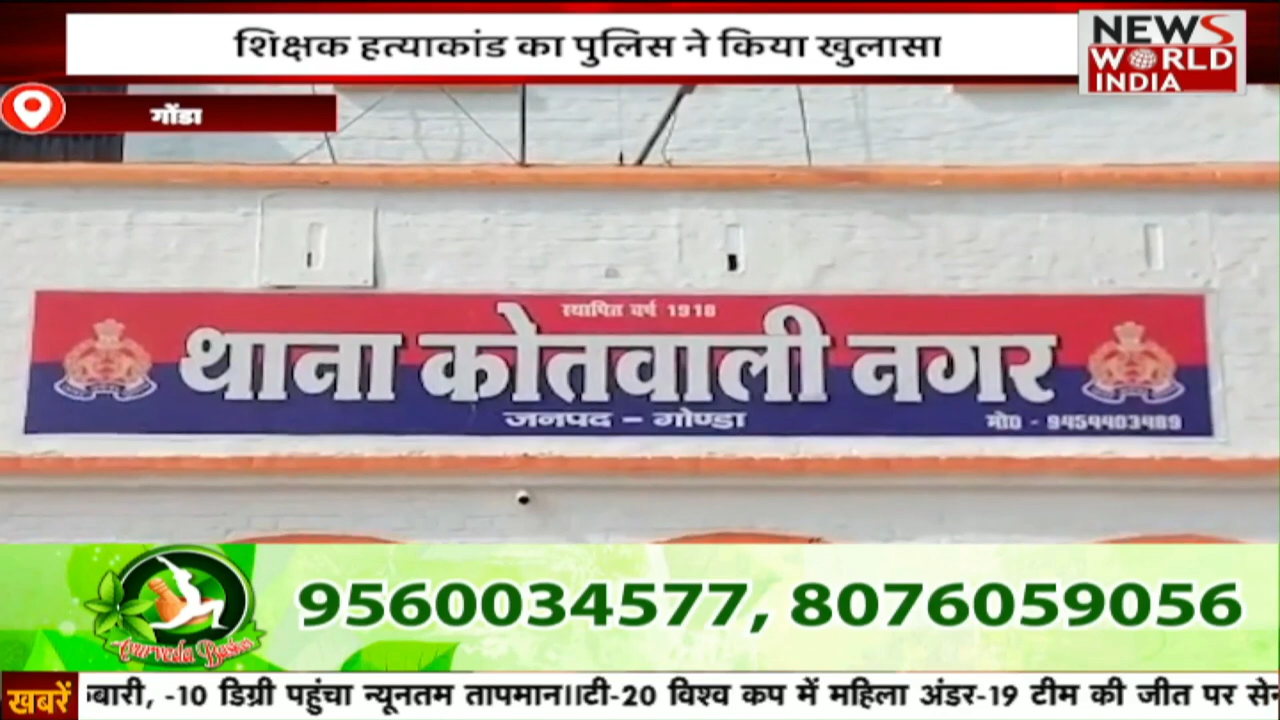 शिक्षक हत्याकांड का पुलिस ने किया खुलासा
NEWS
WORLD
INDIA
गोंडा
स्थापित वर्ष 1918
थाना कोतवाली नगर
जनपद - गोण्डा
मो0 - 9454403489
9560034577, 8076059056
Ayurveda
खबरें
बारी, -10 डिग्री पहुंचा न्यूनतम तापमान॥टी-20 विश्व कप में महिला अंडर-19 टीम की जीत पर